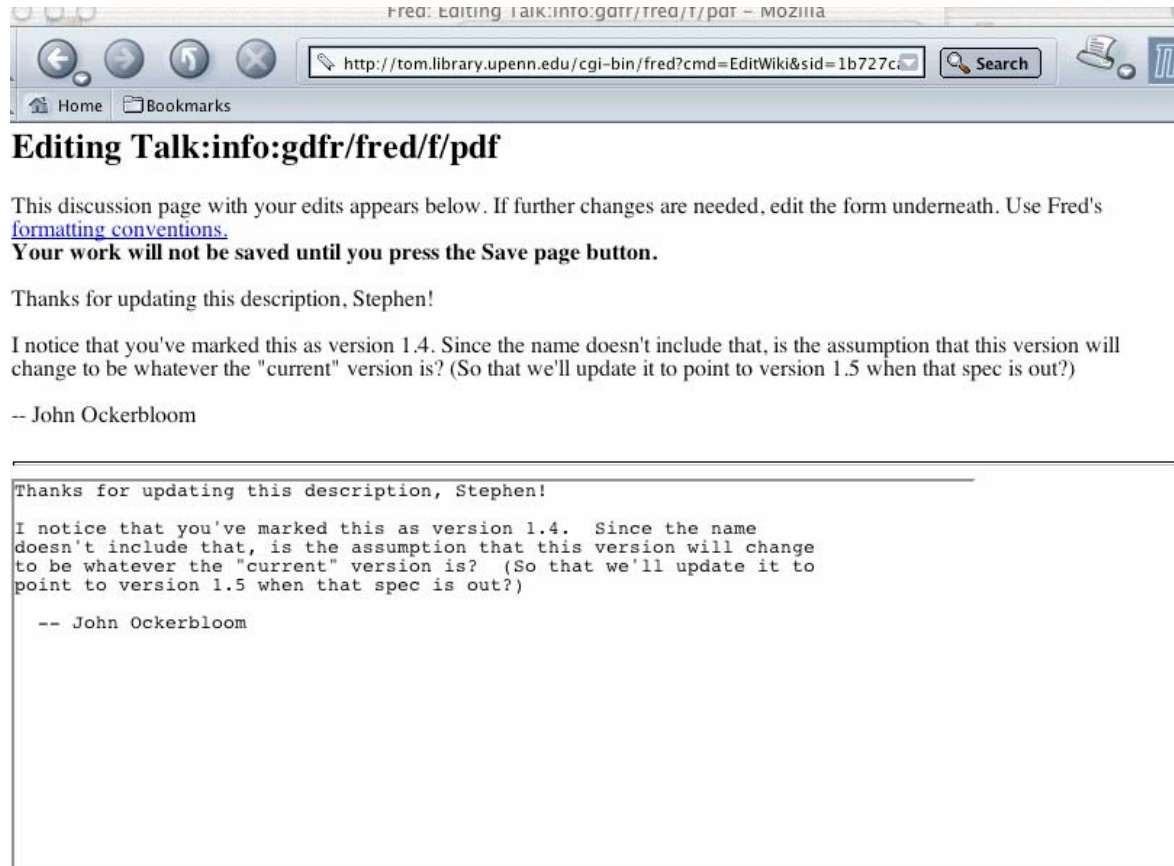 Fred: Editing Talk:info:gdfr/fred/f/pdf – Mozilla
http://tom.library.upenn.edu/cgi-bin/fred?cmd=EditWiki&sid=1b727c
Search
Home
Bookmarks
Editing Talk:info:gdfr/fred/f/pdf
This discussion page with your edits appears below. If further changes are needed, edit the form underneath. Use Fred's
formatting conventions.
Your work will not be saved until you press the Save page button.
Thanks for updating this description, Stephen!
I notice that you've marked this as version 1.4. Since the name doesn't include that, is the assumption that this version will
change to be whatever the "current" version is? (So that we'll update it to point to version 1.5 when that spec is out?)
-- John Ockerbloom
Thanks for updating this description, Stephen!
I notice that you've marked this as version 1.4.  Since the name
doesn't include that, is the assumption that this version will change
to be whatever the "current" version is?  (So that we'll update it to
point to version 1.5 when that spec is out?)
-- John Ockerbloom